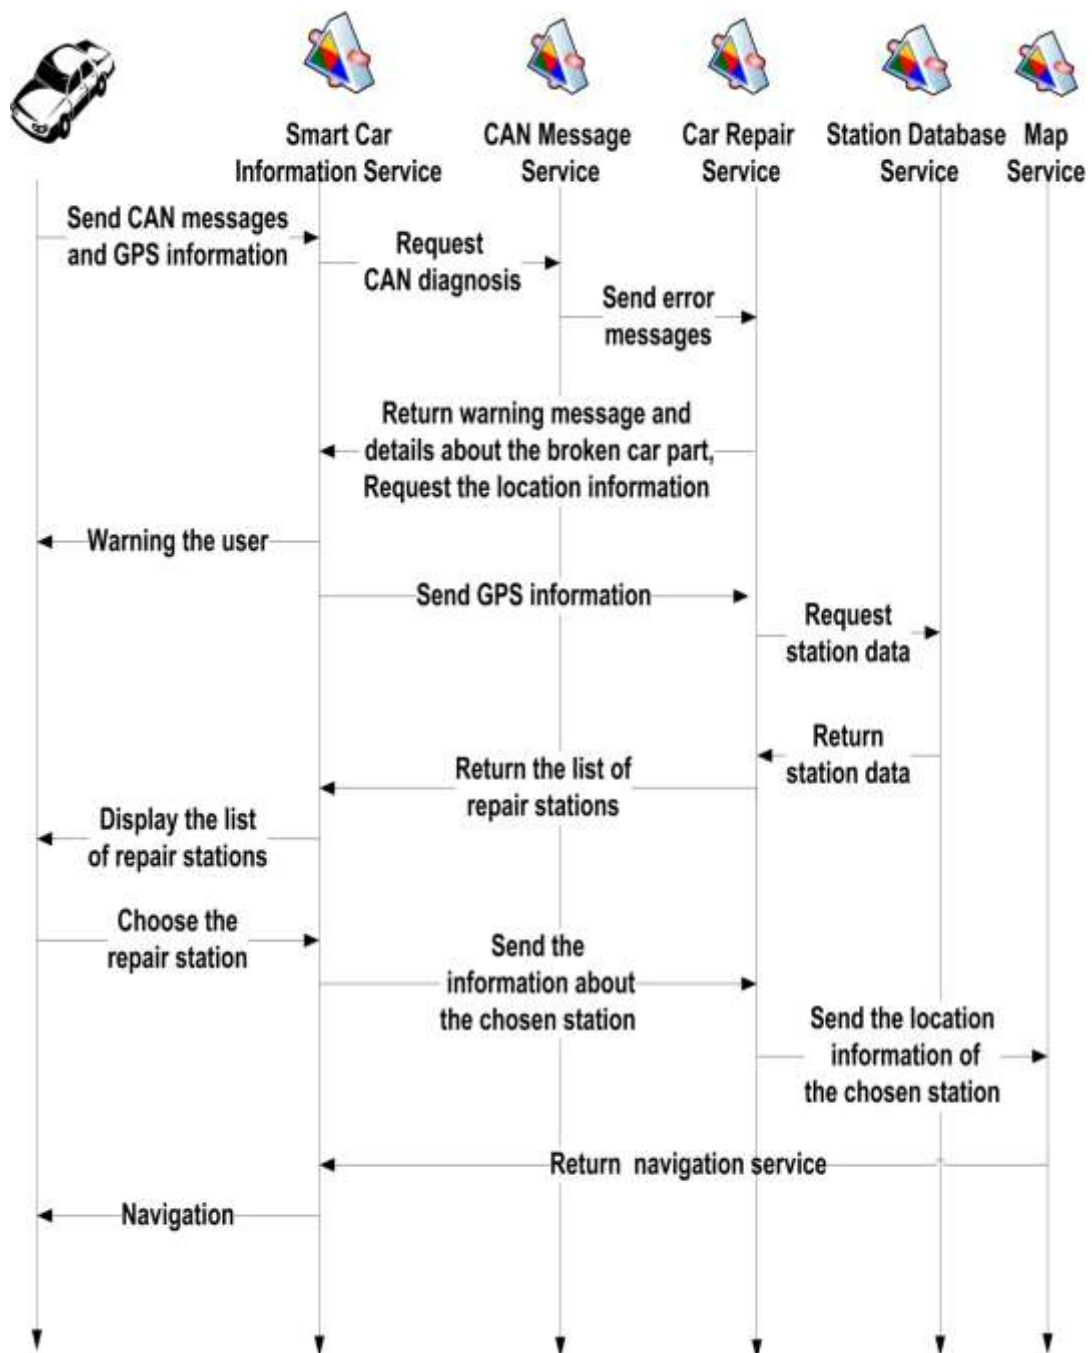 Smart Car
Information Service
CAN Message
Service
Car Repair
Service
Station Database
Service
Map
Service
Send CAN messages
and GPS information
Request
CAN diagnosis
Send error
messages
Return warning message and
details about the broken car part,
Request the location information
Warning the user
Send GPS information
Request
station data
Return
station data
Return the list of
repair stations
Display the list
of repair stations
Choose the
repair station
Send the
information about
the chosen station
Send the location
information of
the chosen station
Return navigation service
Navigation